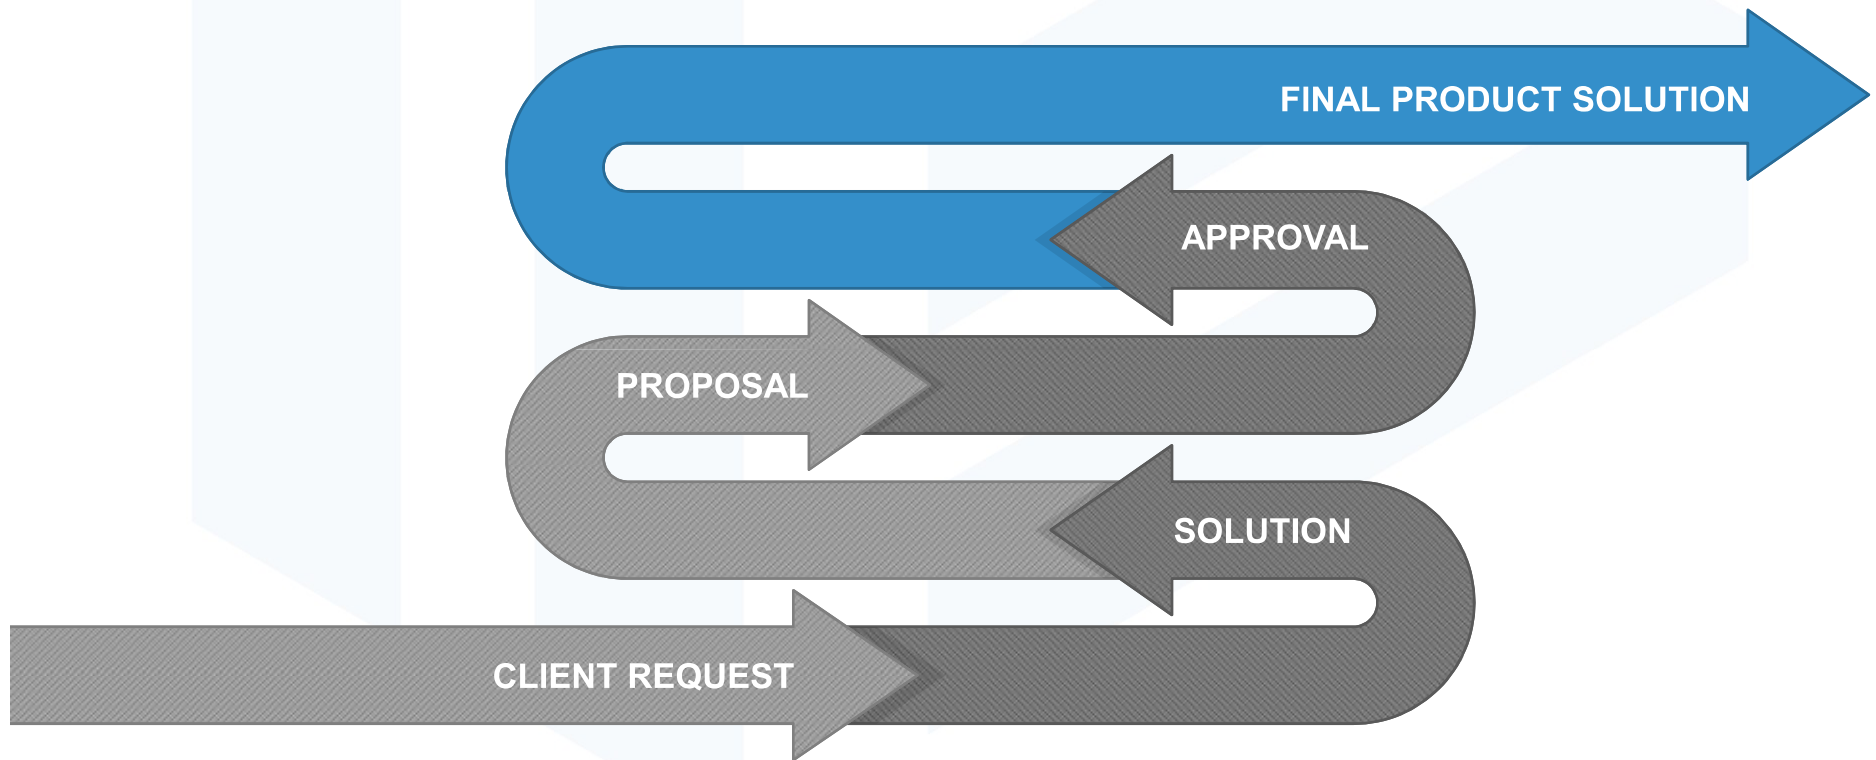 FINAL PRODUCT SOLUTION
APPROVAL
PROPOSAL
SOLUTION
CLIENT REQUEST